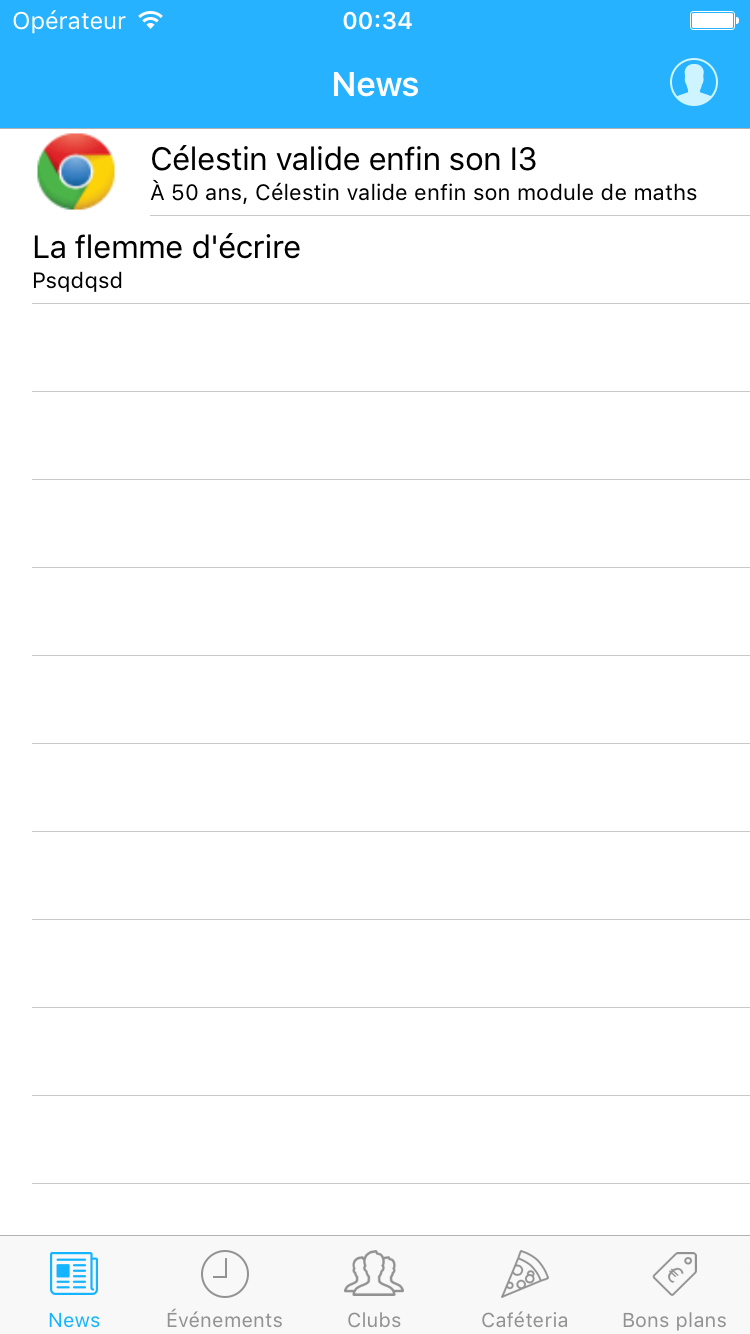 Opérateur 00:34
News
Célestin valide enfin son I3
À 50 ans, Célestin valide enfin son module de maths
La flemme d'écrire
Psqdqsd
News Événements Clubs Caféteria Bons plans